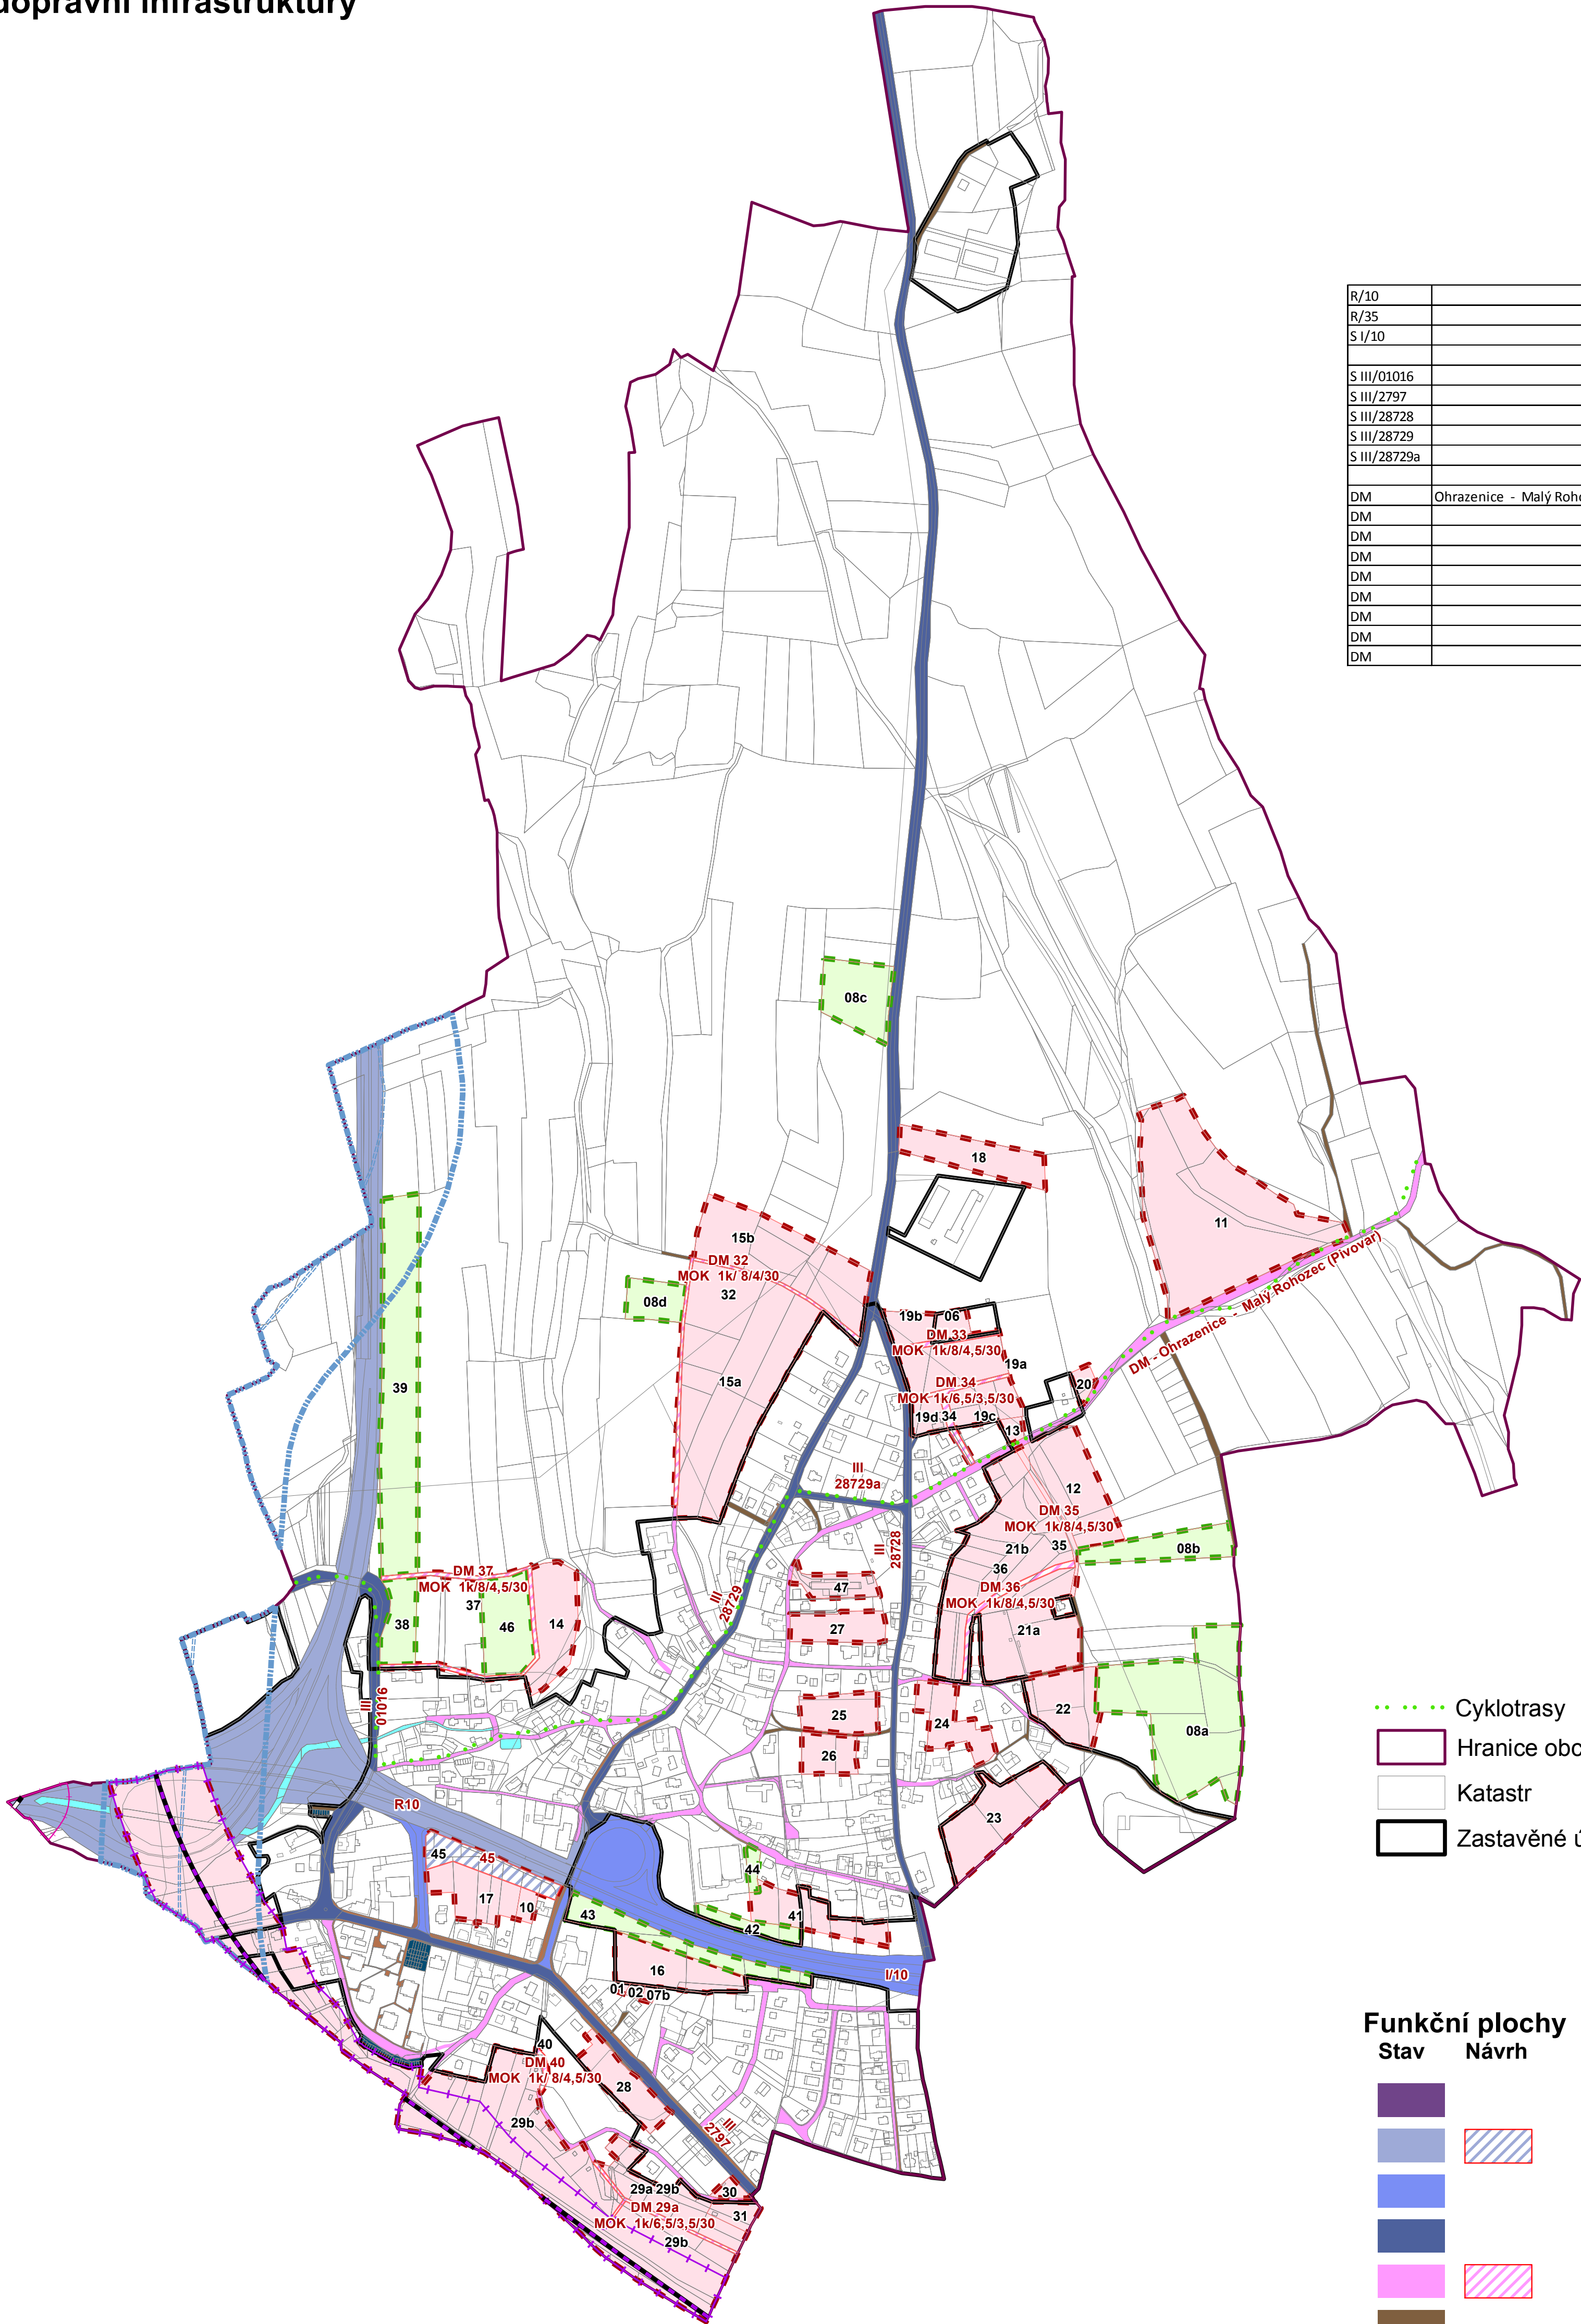 dopravní infrastruktury
R/10
R/35
S I/10
S III/01016
S III/2797
S III/28728
S III/28729
S III/28729a
DM Ohrazenice - Malý
DM
DM
DM
DM
DM
DM
DM
DM
08c
18
11
15b
DM 32
MOK 1k/ 8/4/30
32
08d
DM - Ohrazenice - Malý Rohozec (Pivovar)
19b
06
DM 33
MOK 1k/8/4,5/30
19a
39
15a
DM 34
MOK 1k/6,5/3,5/30
20
19d
34
19c
13
III
28729a
12
DM 35
MOK 1k/8/4,5/30
III
28728
21b
35
08b
36
DM 37
MOK 1k/8/4,5/30
37
47
DM 36
MOK 1k/8/4,5/30
III
28729
38
46
14
27
21a
III
01016
25
24
22
08a
26
Cyklotrasy
Hranice
Katastr
Zastavěné
R10
23
45
45
44
17
10
43
42
41
16
I/10
01
02
07b
40
DM 40
MOK 1k/ 8/4,5/30
28
29b
III
2797
29a
29b
30
DM 29a
MOK 1k/6,5/3,5/30
31
29b
Funkční plochy
Stav Návrh